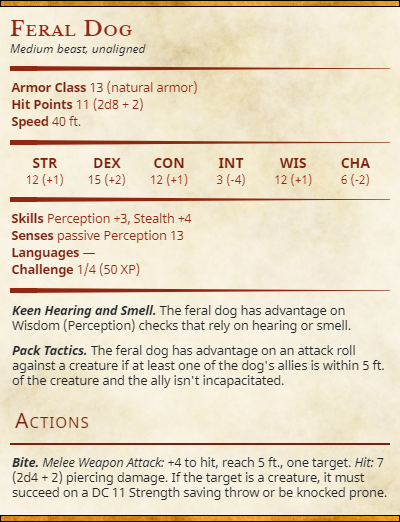 Feral Dog
Medium beast, unaligned
Armor Class 13 (natural armor)
Hit Points 11 (2d8 + 2)
Speed 40 ft.
STR DEX CON INT WIS CHA
12 (+1) 15 (+2) 12 (+1) 3 (-4) 12 (+1) 6 (-2)
Skills Perception +3, Stealth +4
Senses passive Perception 13
Languages —
Challenge 1/4 (50 XP)
Keen Hearing and Smell. The feral dog has advantage on
Wisdom (Perception) checks that rely on hearing or smell.
Pack Tactics. The feral dog has advantage on an attack roll
against a creature if at least one of the dog's allies is within 5 ft.
of the creature and the ally isn't incapacitated.
Actions
Bite. Melee Weapon Attack: +4 to hit, reach 5 ft., one target. Hit: 7
(2d4 + 2) piercing damage. If the target is a creature, it must
succeed on a DC 11 Strength saving throw or be knocked prone.